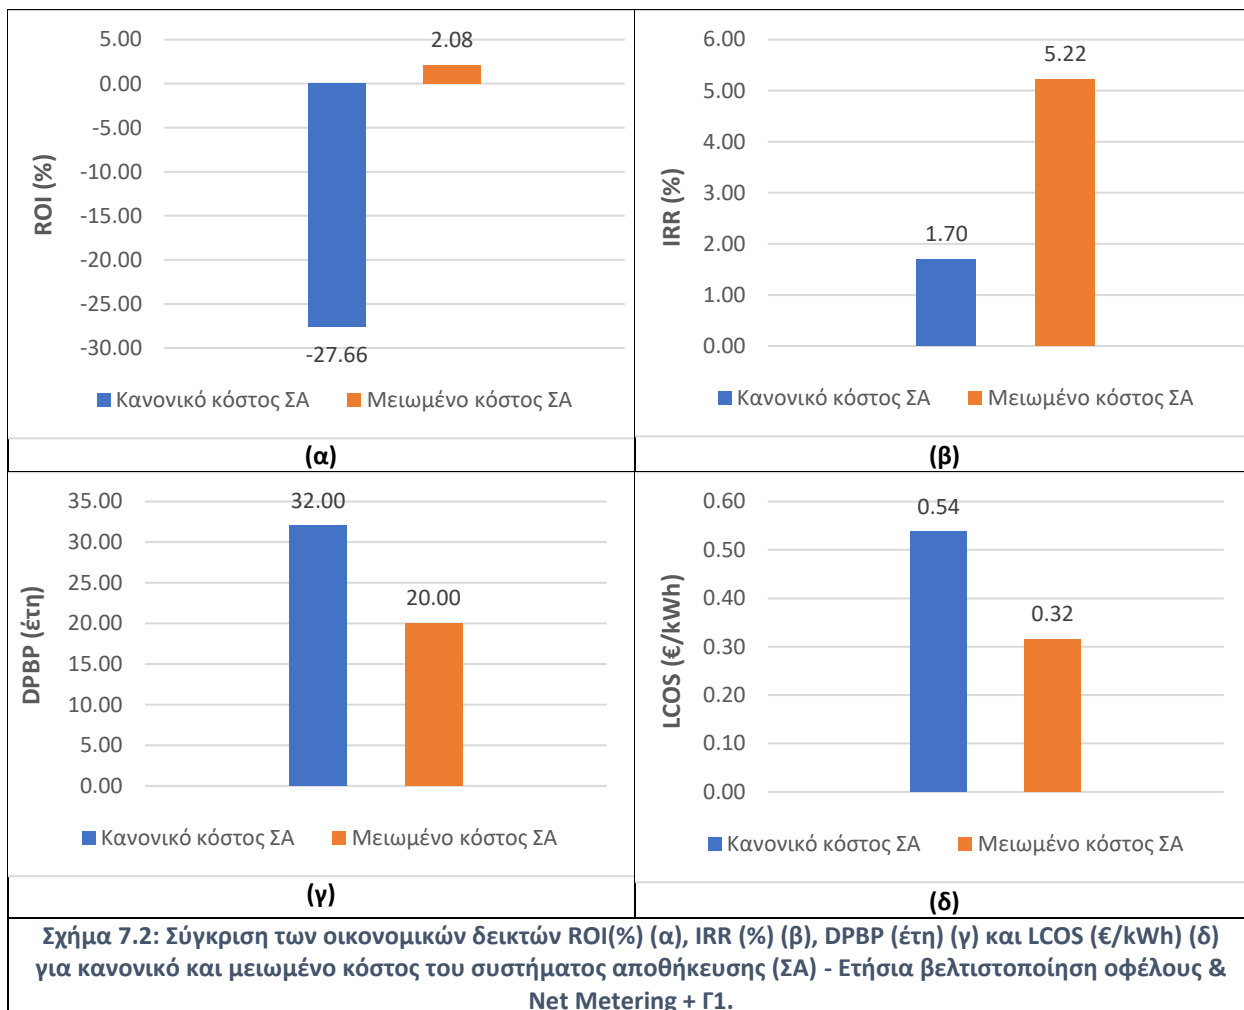 5.00
0.00
-5.00
-10.00
-15.00
-20.00
-25.00
-30.00
ROI (%)
2.08
-27.66
Κανονικό κόστος ΣΑ
Μειωμένο κόστος ΣΑ
(α)
6.00
5.00
4.00
3.00
2.00
1.00
0.00
IRR (%)
5.22
1.70
Κανονικό κόστος ΣΑ
Μειωμένο κόστος ΣΑ
(β)
35.00
30.00
25.00
20.00
15.00
10.00
5.00
0.00
DPBP (έτη)
32.00
20.00
Κανονικό κόστος ΣΑ
Μειωμένο κόστος ΣΑ
(γ)
0.60
0.50
0.40
0.30
0.20
0.10
0.00
LCOS (€/kWh)
0.54
0.32
Κανονικό κόστος ΣΑ
Μειωμένο κόστος ΣΑ
(δ)
Σχήμα 7.2: Σύγκριση των οικονομικών δεικτών ROI(%) (α), IRR (%) (β), DPBP (έτη) (γ) και LCOS (€/kWh) (δ)
για κανονικό και μειωμένο κόστος του συστήματος αποθήκευσης (ΣΑ) - Ετήσια βελτιστοποίηση οφέλους &
Net Metering + Γ1.